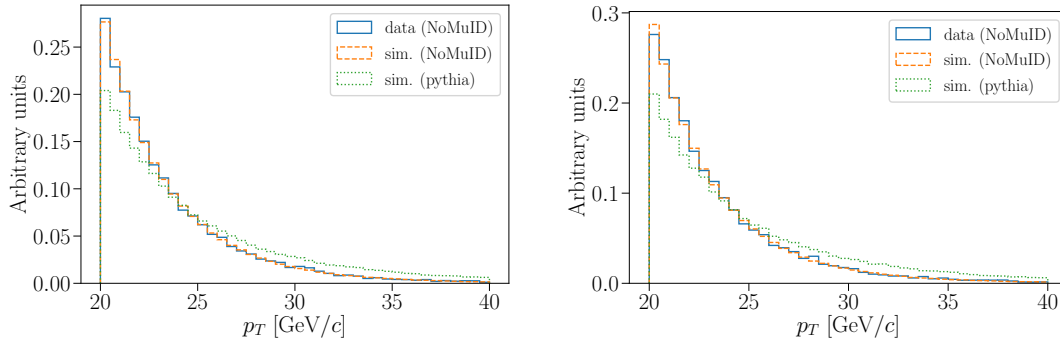 data (NoMuID)
sim. (NoMuID)
sim. (pythia)
Arbitrary units
0.25
0.20
0.15
0.10
0.05
0.00
20
25
30
35
40
p_T [GeV/c]
data (NoMuID)
sim. (NoMuID)
sim. (pythia)
Arbitrary units
0.3
0.2
0.1
0.0
20
25
30
35
40
p_T [GeV/c]